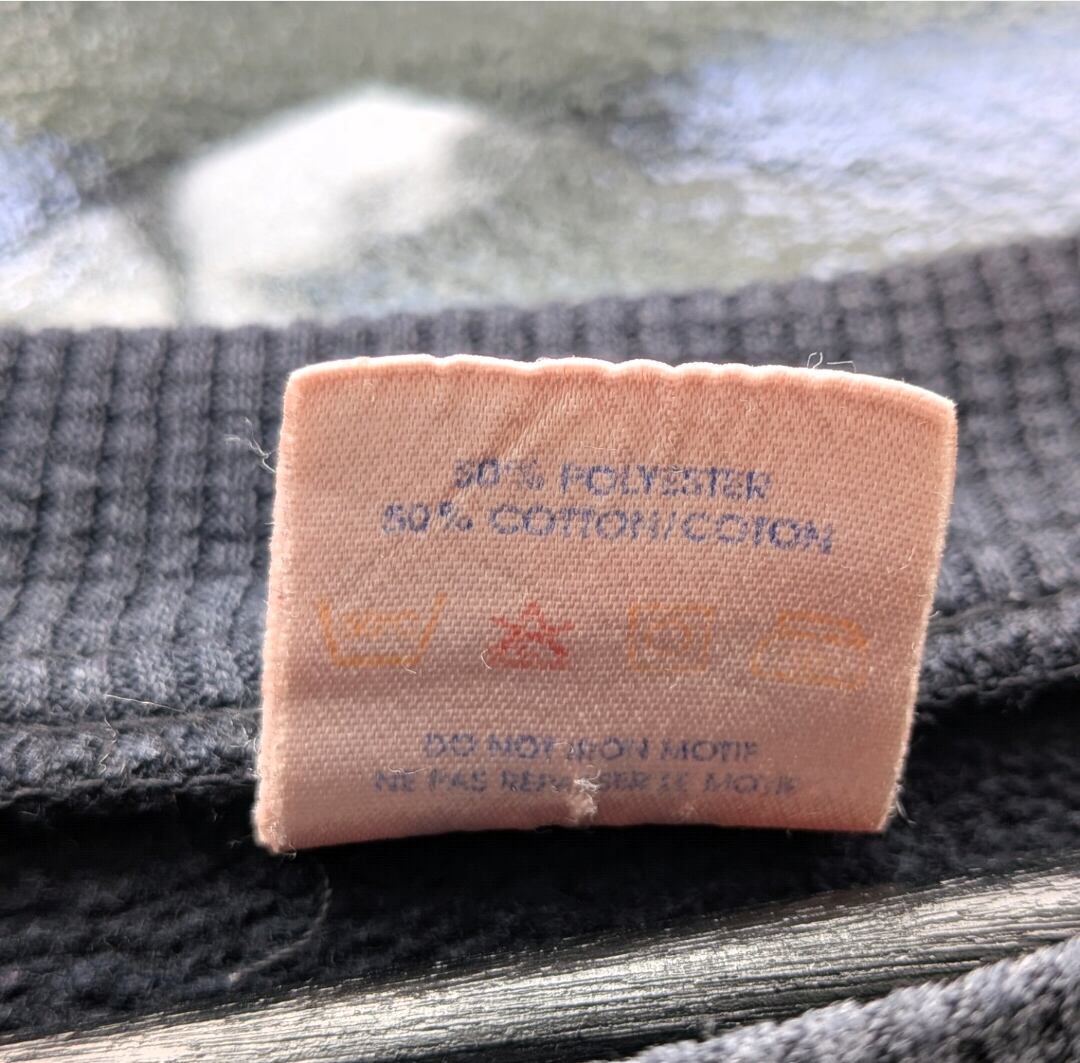 50% POLYESTER
50% COTTON/COTON
DO NOT IRON MOTIF
NE PAS REPASSER LE MOTIF